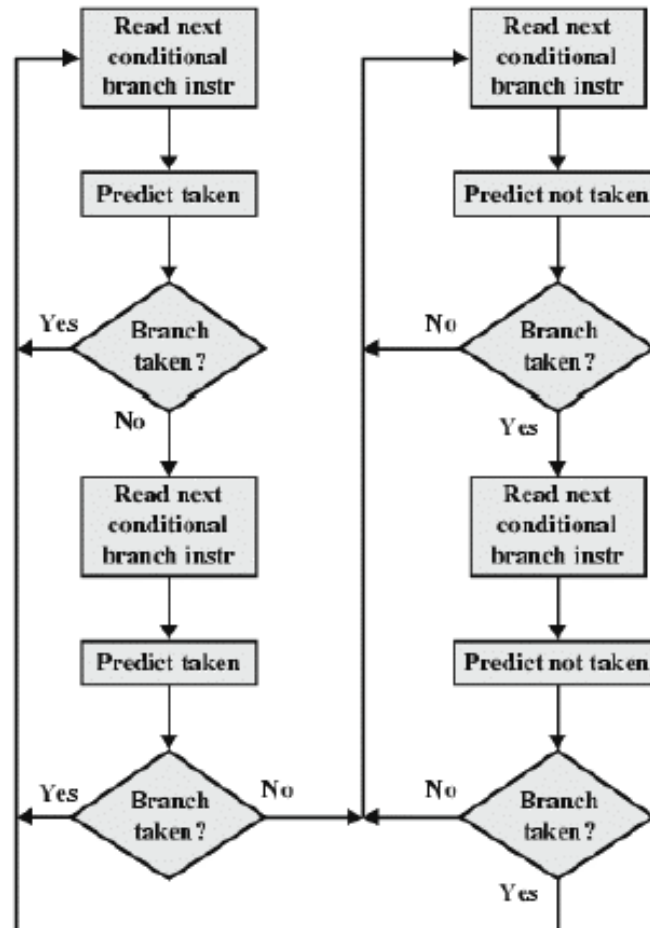 Read next
conditional
branch instr
Predict taken
Yes
Branch
taken?
No
Read next
conditional
branch instr
Predict taken
Yes
Branch
taken?
No
Read next
conditional
branch instr
Predict not taken
No
Branch
taken?
Yes
Read next
conditional
branch instr
Predict not taken
No
Branch
taken?
Yes